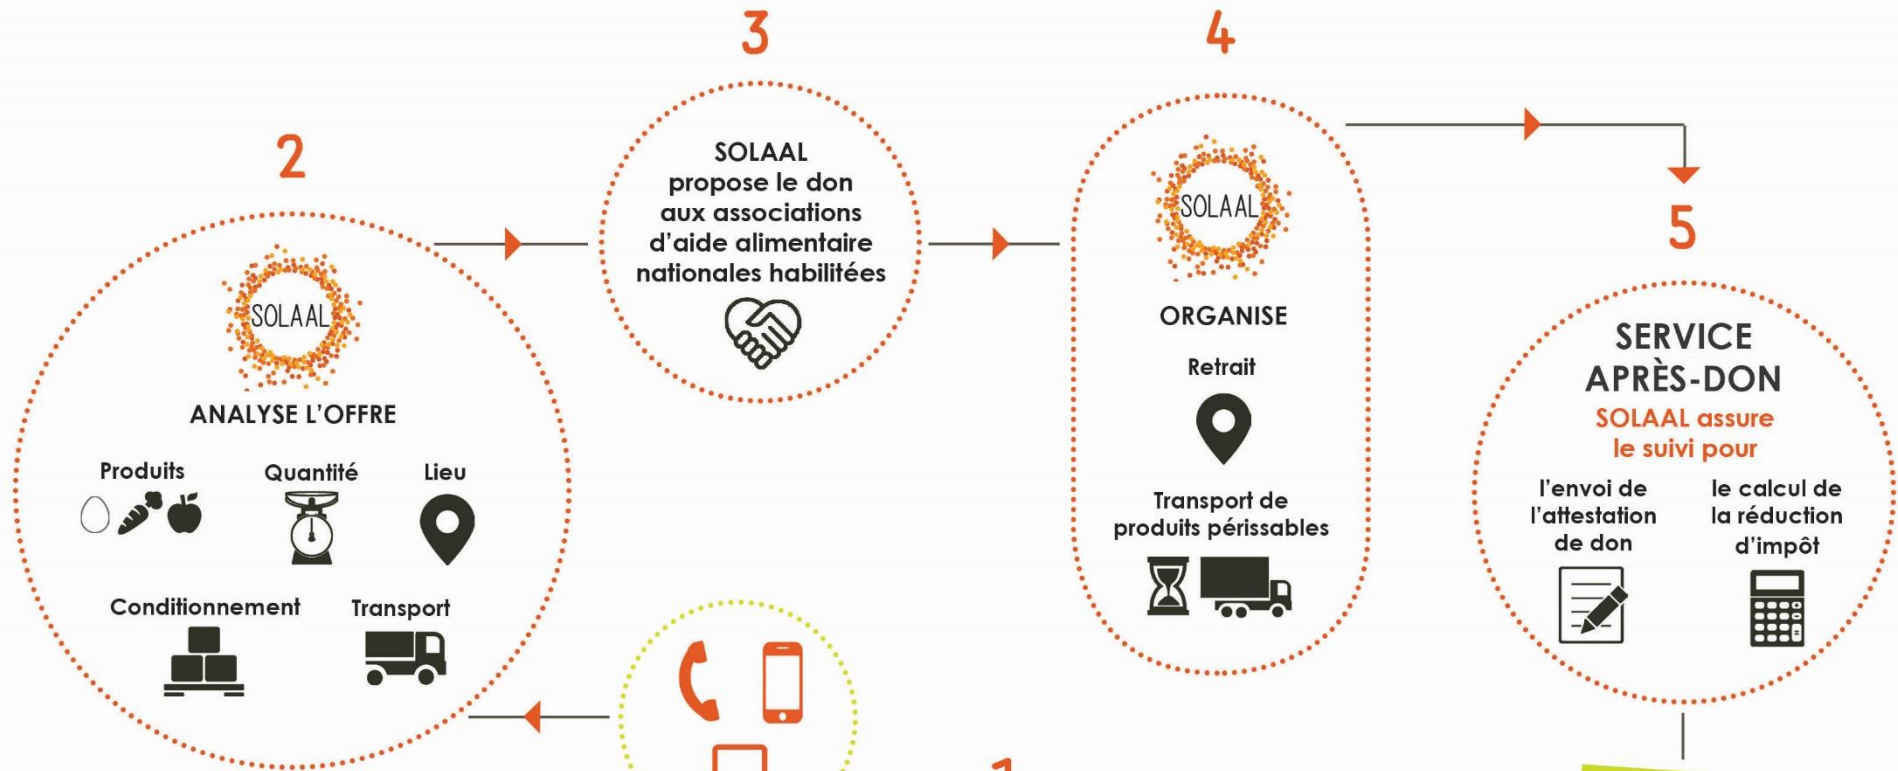 2
SOLAAL
ANALYSE L'OFFRE
Produits
Quantité
Lieu
Conditionnement
Transport
3
SOLAAL
propose le don
aux associations
d'aide alimentaire
nationales habilitées
4
SOLAAL
ORGANISE
Retrait
Transport de
produits périssables
5
SERVICE
APRÈS-DON
SOLAAL assure
le suivi pour
l'envoi de
l'attestation
de don
le calcul de
la réduction
d'impôt
1